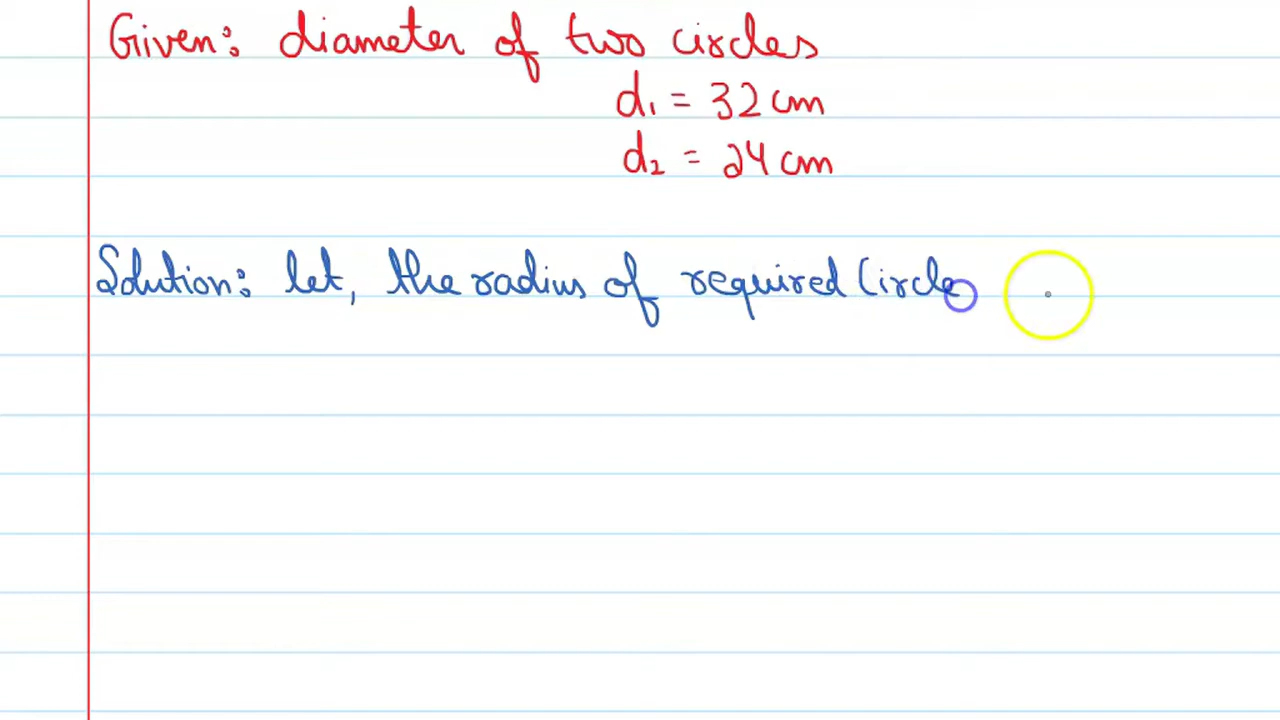 Given: diameter of two circles
d₁ = 32 cm
d₂ = 24 cm
Solution: let, the radius of required Circle